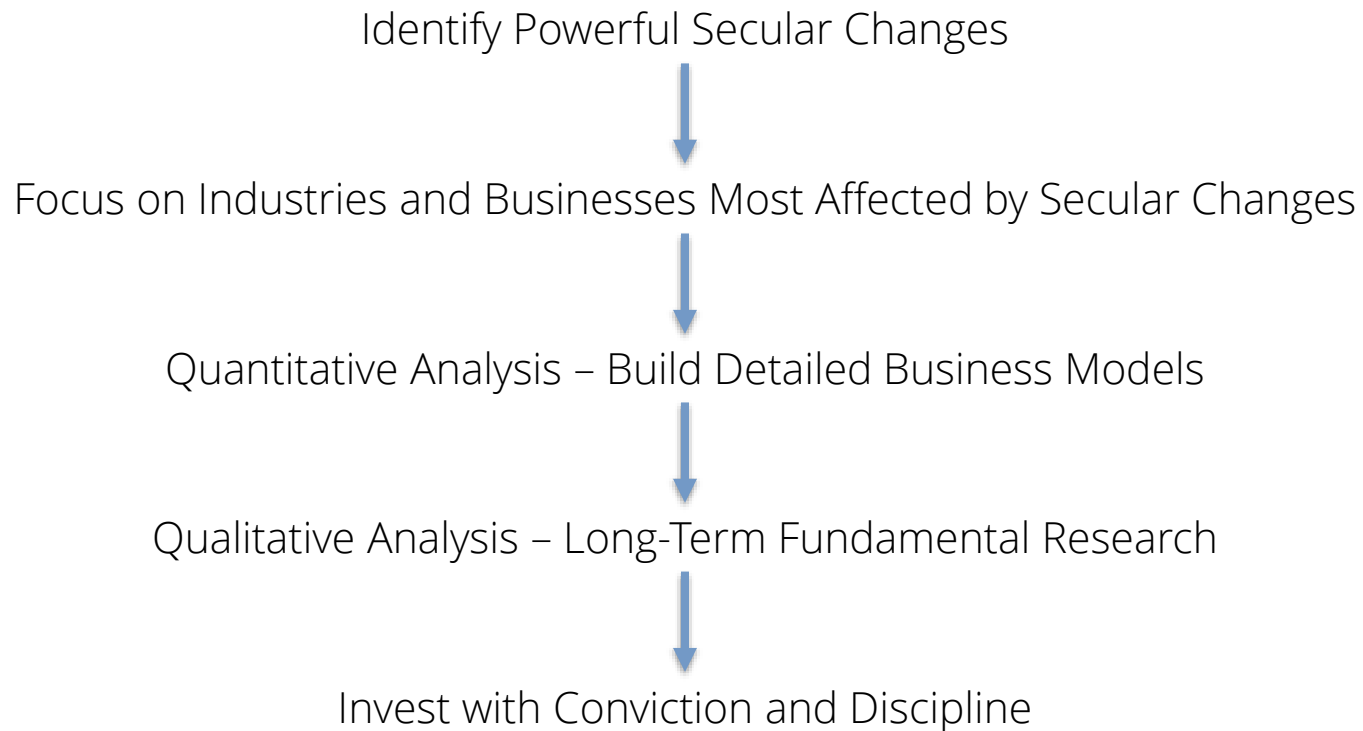 Identify Powerful Secular Changes
Focus on Industries and Businesses Most Affected by Secular Changes
Quantitative Analysis – Build Detailed Business Models
Qualitative Analysis – Long-Term Fundamental Research
Invest with Conviction and Discipline